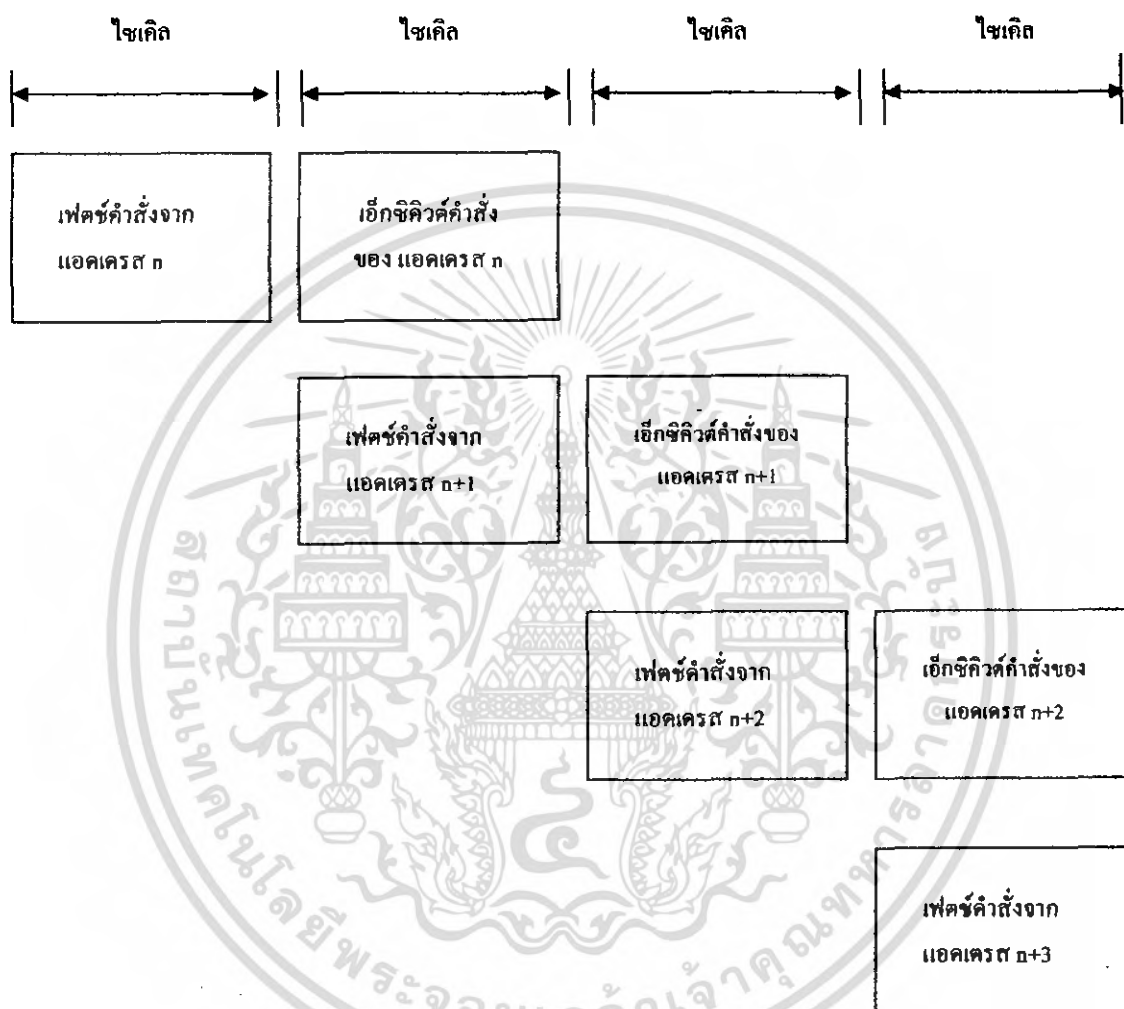 ไซเคิล ไซเคิล ไซเคิล ไซเคิล
เฟตช์คำสั่งจาก
แอดเดรส n
เอ็กซิคิวต์คำสั่ง
ของ แอดเดรส n
เฟตช์คำสั่งจาก
แอดเดรส n+1
เอ็กซิคิวต์คำสั่งของ
แอดเดรส n+1
เฟตช์คำสั่งจาก
แอดเดรส n+2
เอ็กซิคิวต์คำสั่งของ
แอดเดรส n+2
เฟตช์คำสั่งจาก
แอดเดรส n+3